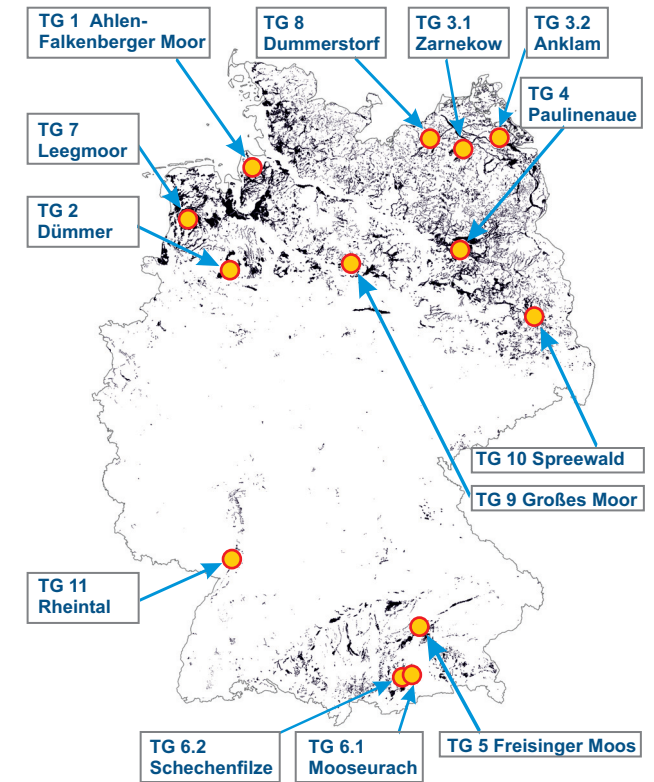 TG 1 Ahlen-
Falkenberger Moor
TG 8
Dummerstorf
TG 3.1
Zarnekow
TG 3.2
Anklam
TG 4
Paulinenaue
TG 7
Leegmoor
TG 2
Dümmer
TG 10 Spreewald
TG 9 Großes Moor
TG 11
Rheintal
TG 6.2
Schechenfilze
TG 6.1
Mooseurach
TG 5 Freisinger Moos